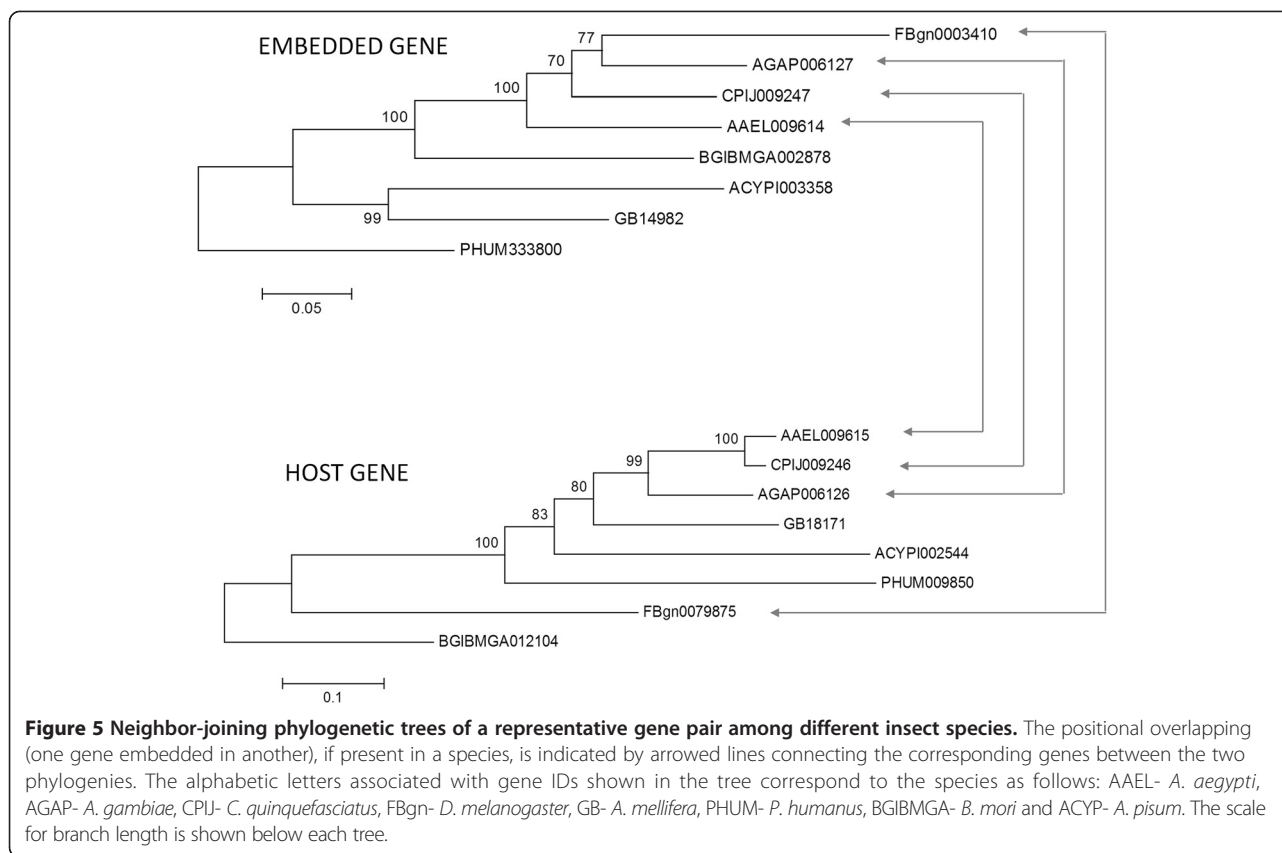 EMBEDDED GENE
77
FBgn0003410
70
AGAP006127
100
CPIJ009247
100
AAEL009614
BGIBMGA002878
ACYPI003358
99
GB14982
PHUM333800
0.05
HOST GENE
100
AAEL009615
99
CPIJ009246
80
AGAP006126
83
GB18171
100
ACYPI002544
PHUM009850
FBgn0079875
BGIBMGA012104
0.1
Figure 5 Neighbor-joining phylogenetic trees of a representative gene pair among different insect species. The positional overlapping
(one gene embedded in another), if present in a species, is indicated by arrowed lines connecting the corresponding genes between the two
phylogenies. The alphabetic letters associated with gene IDs shown in the tree correspond to the species as follows: AAEL- A. aegypti,
AGAP- A. gambiae, CPIJ- C. quinquefasciatus, FBgn- D. melanogaster, GB- A. mellifera, PHUM- P. humanus, BGIBMGA- B. mori and ACYP- A. pisum. The scale
for branch length is shown below each tree.